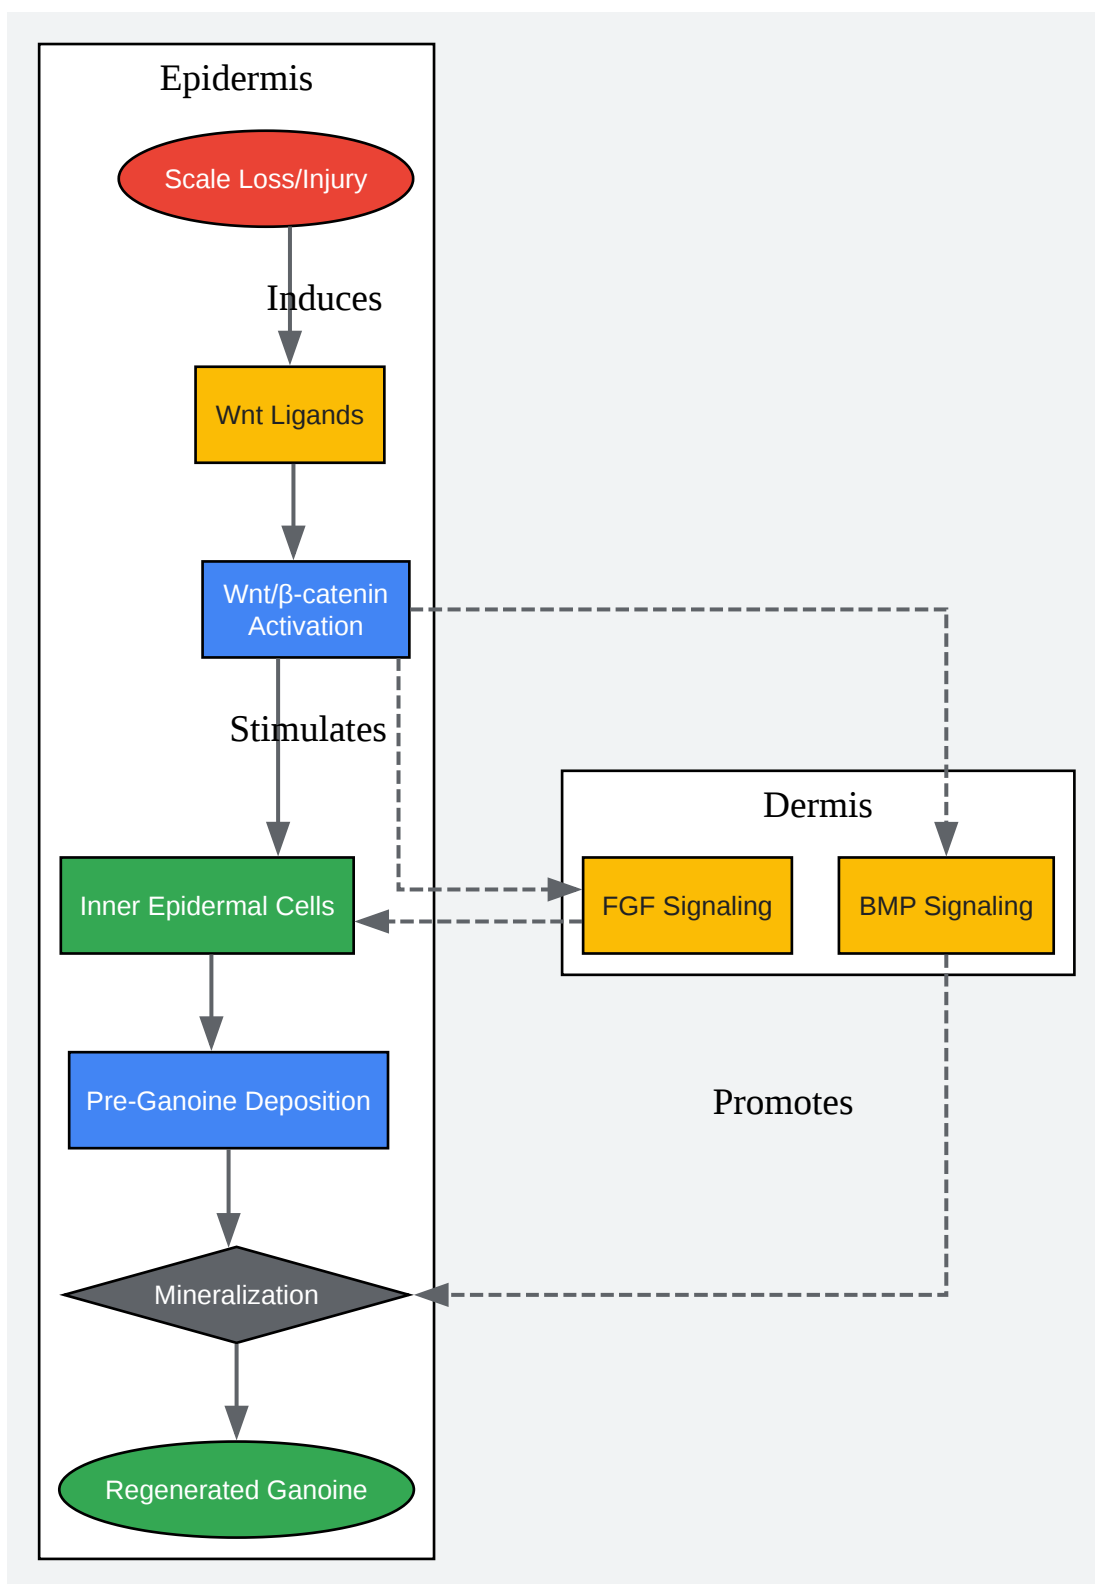 Epidermis
Scale Loss/Injury
Induces
Wnt Ligands
Wnt/β-catenin
Activation
Stimulates
Dermis
Inner Epidermal Cells
FGF Signaling
BMP Signaling
Pre-Ganoine Deposition
Promotes
Mineralization
Regenerated Ganoine